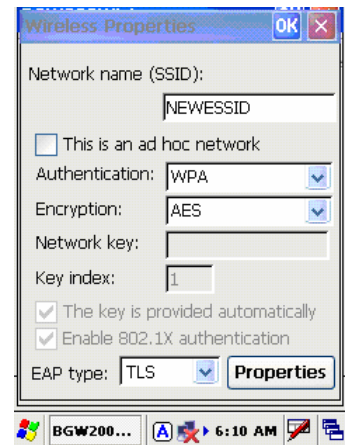 Wireless Properties OK
Network name (SSID):
NEWESSID
This is an ad hoc network
Authentication: WPA
Encryption: AES
Network key:
Key index: 1
The key is provided automatically
Enable 802.1X authentication
EAP type: TLS Properties
BGW200... A 6:10 AM